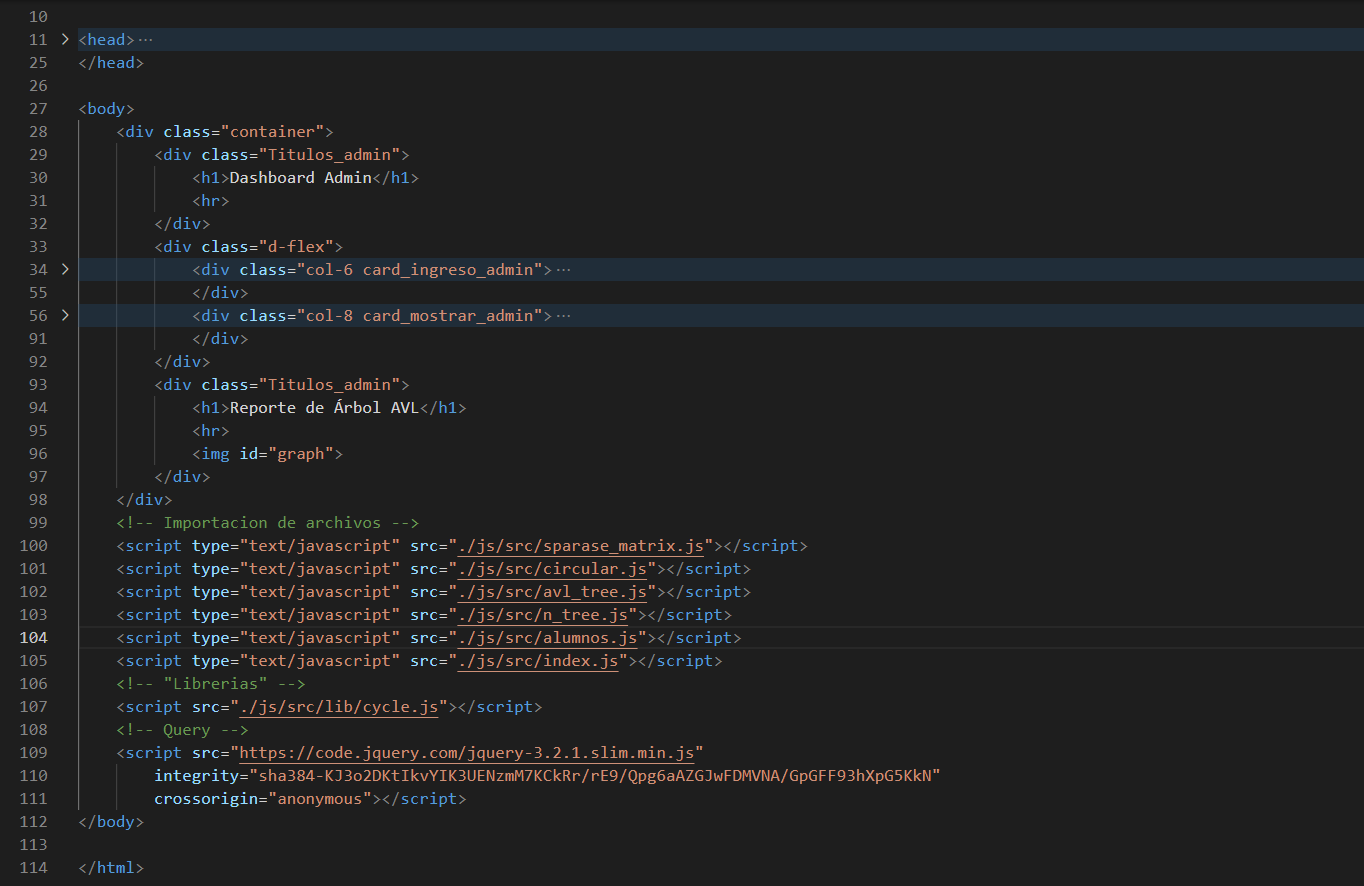 10
11 > <head>···
25 </head>
26
27 <body>
28     <div class="container">
29         <div class="Titulos_admin">
30             <h1>Dashboard Admin</h1>
31             <hr>
32         </div>
33         <div class="d-flex">
34 >             <div class="col-6 card_ingreso_admin">···
55             </div>
56 >             <div class="col-8 card_mostrar_admin">···
91             </div>
92         </div>
93         <div class="Titulos_admin">
94             <h1>Reporte de Árbol AVL</h1>
95             <hr>
96             <img id="graph">
97         </div>
98     </div>
99     <!-- Importacion de archivos -->
100     <script type="text/javascript" src="./js/src/sparase_matrix.js"></script>
101     <script type="text/javascript" src="./js/src/circular.js"></script>
102     <script type="text/javascript" src="./js/src/avl_tree.js"></script>
103     <script type="text/javascript" src="./js/src/n_tree.js"></script>
104     <script type="text/javascript" src="./js/src/alumnos.js"></script>
105     <script type="text/javascript" src="./js/src/index.js"></script>
106     <!-- "Librerias" -->
107     <script src="./js/src/lib/cycle.js"></script>
108     <!-- Query -->
109     <script src="https://code.jquery.com/jquery-3.2.1.slim.min.js"
110         integrity="sha384-KJ3o2DKtIkvYIK3UENzmM7KCkRr/rE9/Qpg6aAZGJwFDMVNA/GpGFF93hXpG5KkN"
111         crossorigin="anonymous"></script>
112 </body>
113
114 </html>